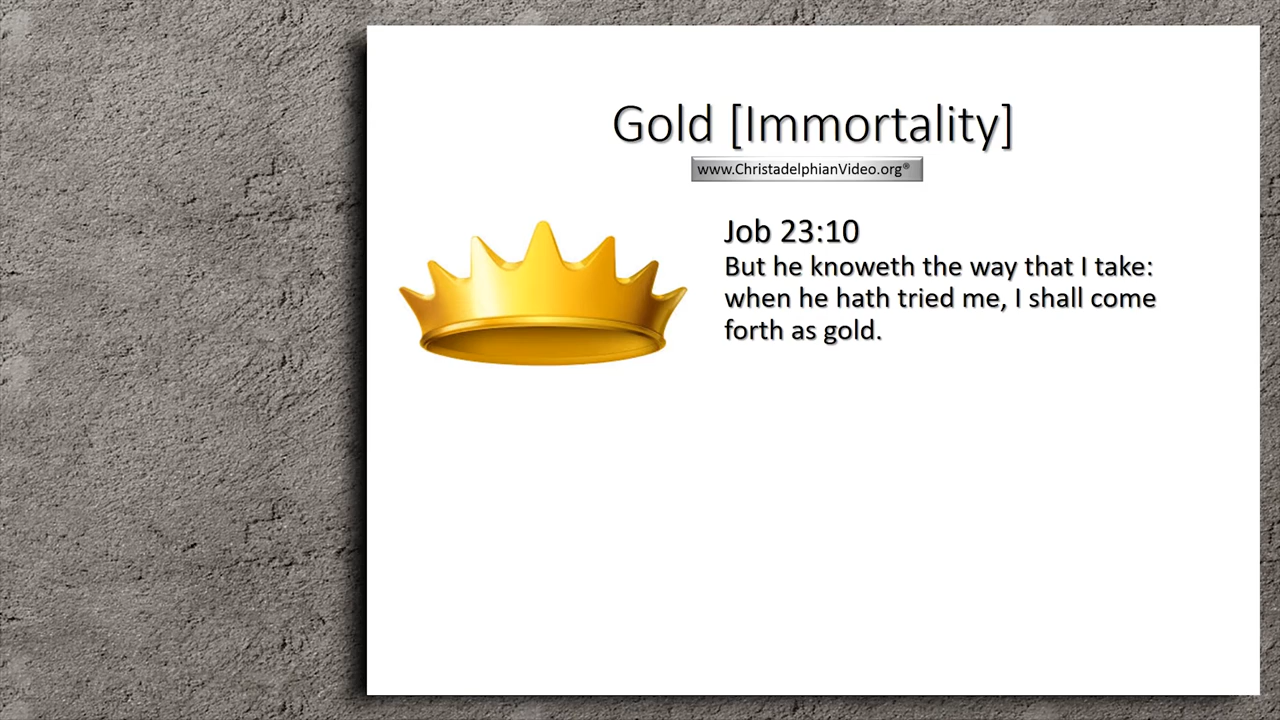 Gold [Immortality]
www.ChristadelphianVideo.org®
Job 23:10
But he knoweth the way that I take:
when he hath tried me, I shall come
forth as gold.